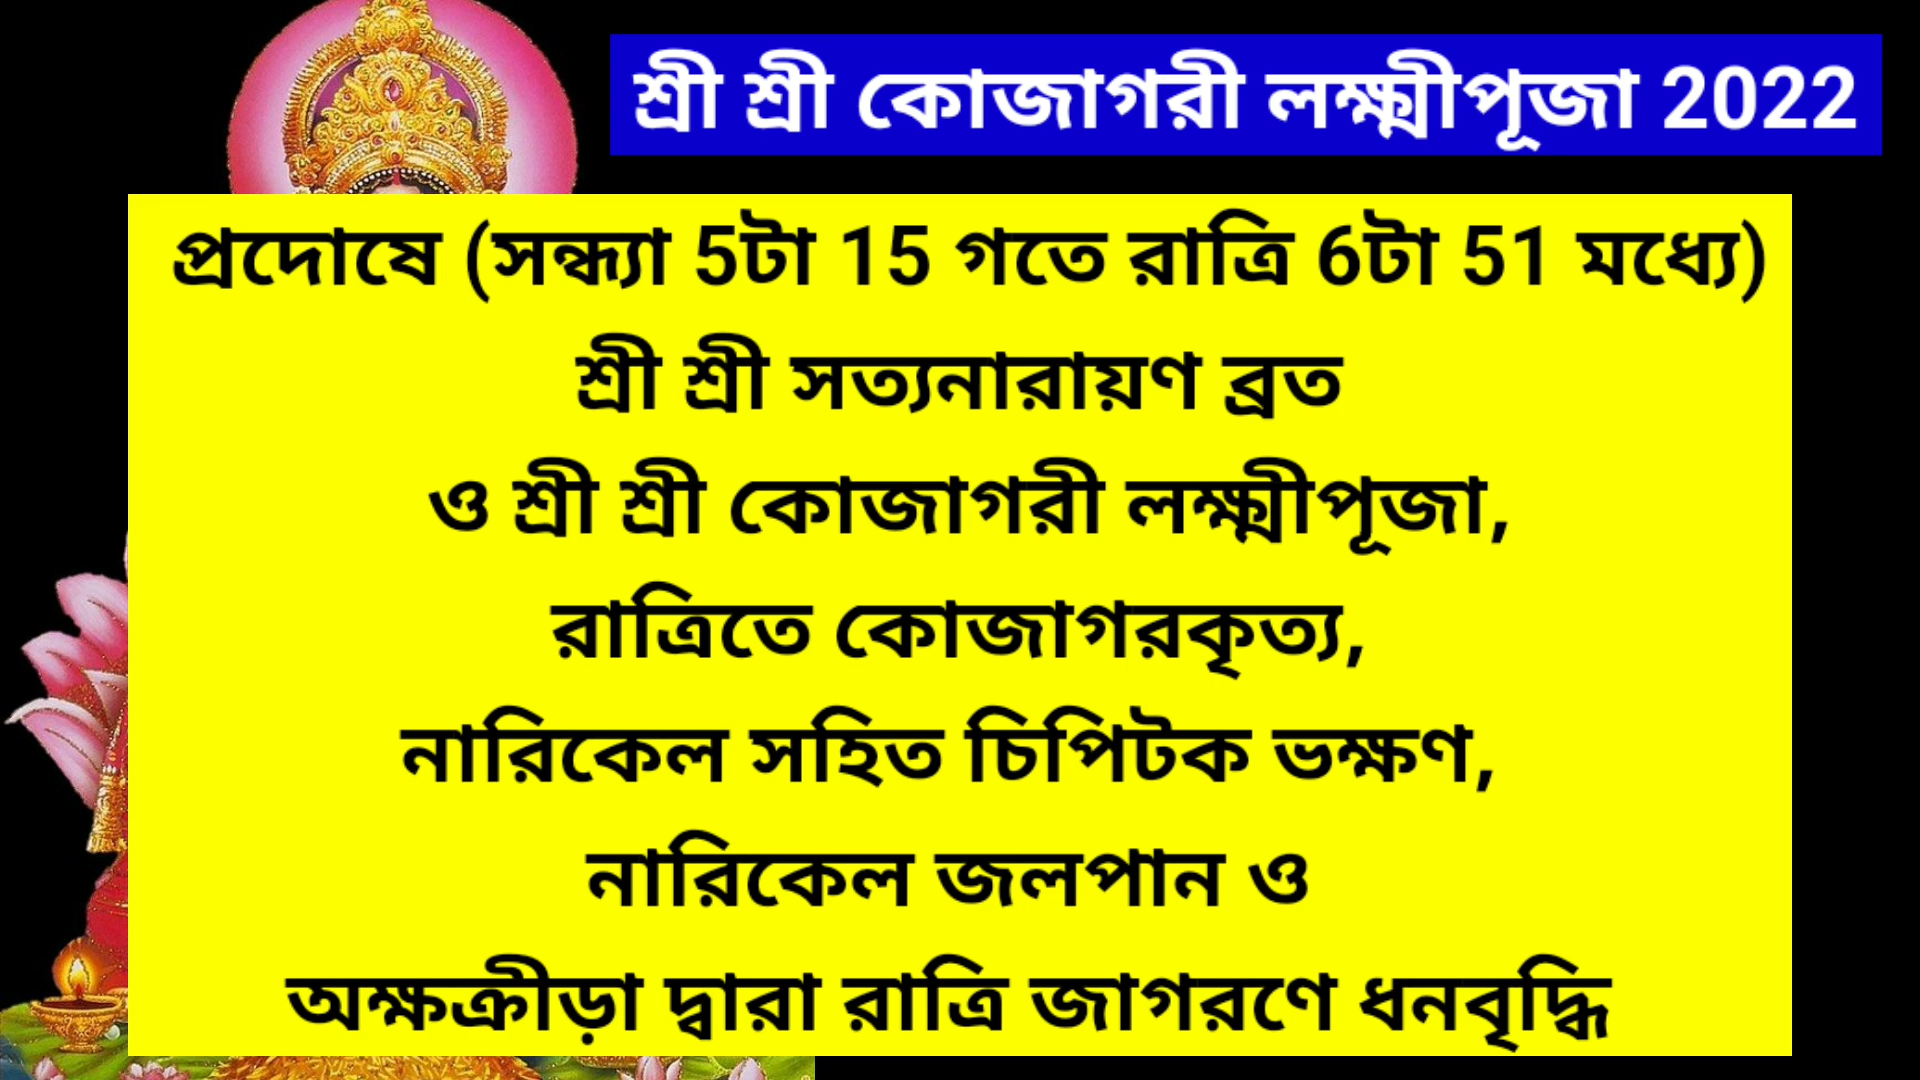 শ্রী শ্রী কোজাগরী লক্ষ্মীপূজা 2022
প্রদোষে (সন্ধ্যা 5টা 15 গতে রাত্রি 6টা 51 মধ্যে)
শ্রী শ্রী সত্যনারায়ণ ব্রত
ও শ্রী শ্রী কোজাগরী লক্ষ্মীপূজা,
রাত্রিতে কোজাগরকৃত্য,
নারিকেল সহিত চিপিটক ভক্ষণ,
নারিকেল জলপান ও
অক্ষক্রীড়া দ্বারা রাত্রি জাগরণে ধনবৃদ্ধি